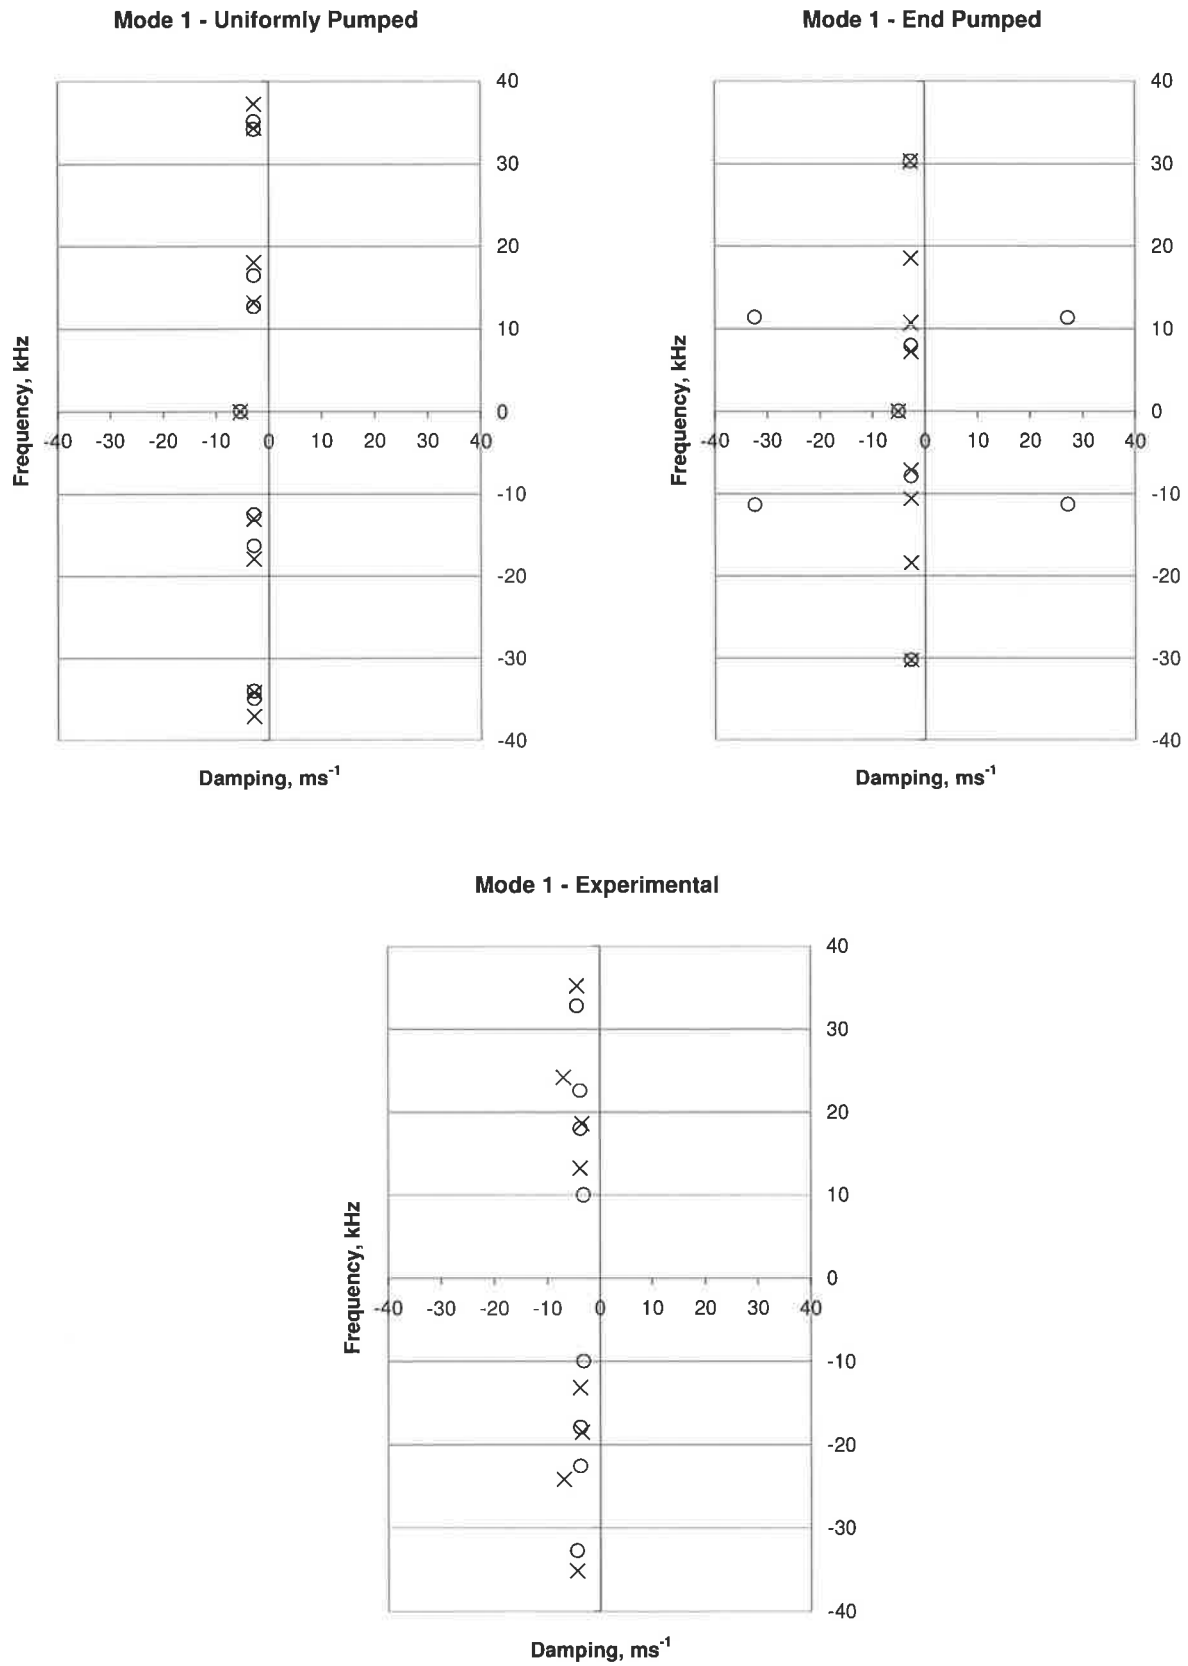 Mode 1 - Uniformly Pumped
40
30
20
10
0
-10
-20
-30
-40
-40 -30 -20 -10 0 10 20 30 40
Frequency, kHz
Damping, ms-1
Mode 1 - End Pumped
40
30
20
10
0
-10
-20
-30
-40
-40 -30 -20 -10 0 10 20 30 40
Frequency, kHz
Damping, ms-1
Mode 1 - Experimental
40
30
20
10
0
-10
-20
-30
-40
-40 -30 -20 -10 0 10 20 30 40
Frequency, kHz
Damping, ms-1